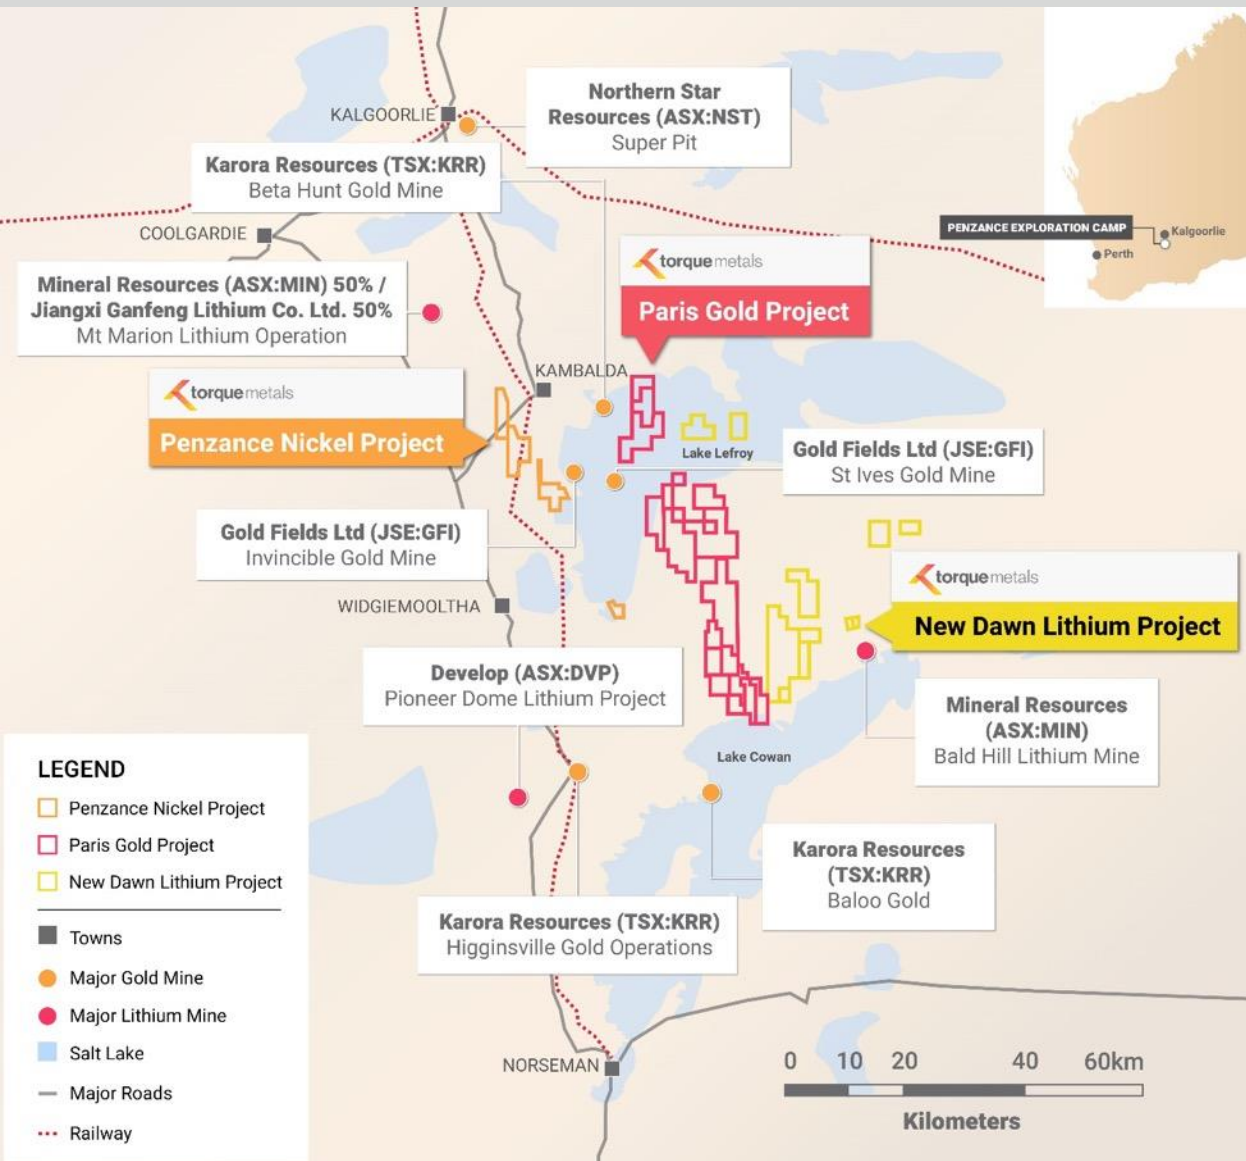 KALGOORLIE
Northern Star
Resources (ASX:NST)
Super Pit
Karora Resources (TSX:KRR)
Beta Hunt Gold Mine
COOLGARDIE
PENZANCE EXPLORATION CAMP
Kalgoorlie
Perth
Mineral Resources (ASX:MIN) 50% /
Jiangxi Ganfeng Lithium Co. Ltd. 50%
Mt Marion Lithium Operation
torquemetals
Paris Gold Project
KAMBALDA
torquemetals
Penzance Nickel Project
Lake Lefroy
Gold Fields Ltd (JSE:GFI)
St Ives Gold Mine
Gold Fields Ltd (JSE:GFI)
Invincible Gold Mine
WIDGIEMOOLTHA
torquemetals
New Dawn Lithium Project
Develop (ASX:DVP)
Pioneer Dome Lithium Project
Mineral Resources
(ASX:MIN)
Bald Hill Lithium Mine
Lake Cowan
Karora Resources
(TSX:KRR)
Baloo Gold
Karora Resources (TSX:KRR)
Higginsville Gold Operations
NORSEMAN
LEGEND
Penzance Nickel Project
Paris Gold Project
New Dawn Lithium Project
Towns
Major Gold Mine
Major Lithium Mine
Salt Lake
Major Roads
Railway
0 10 20 40 60km
Kilometers